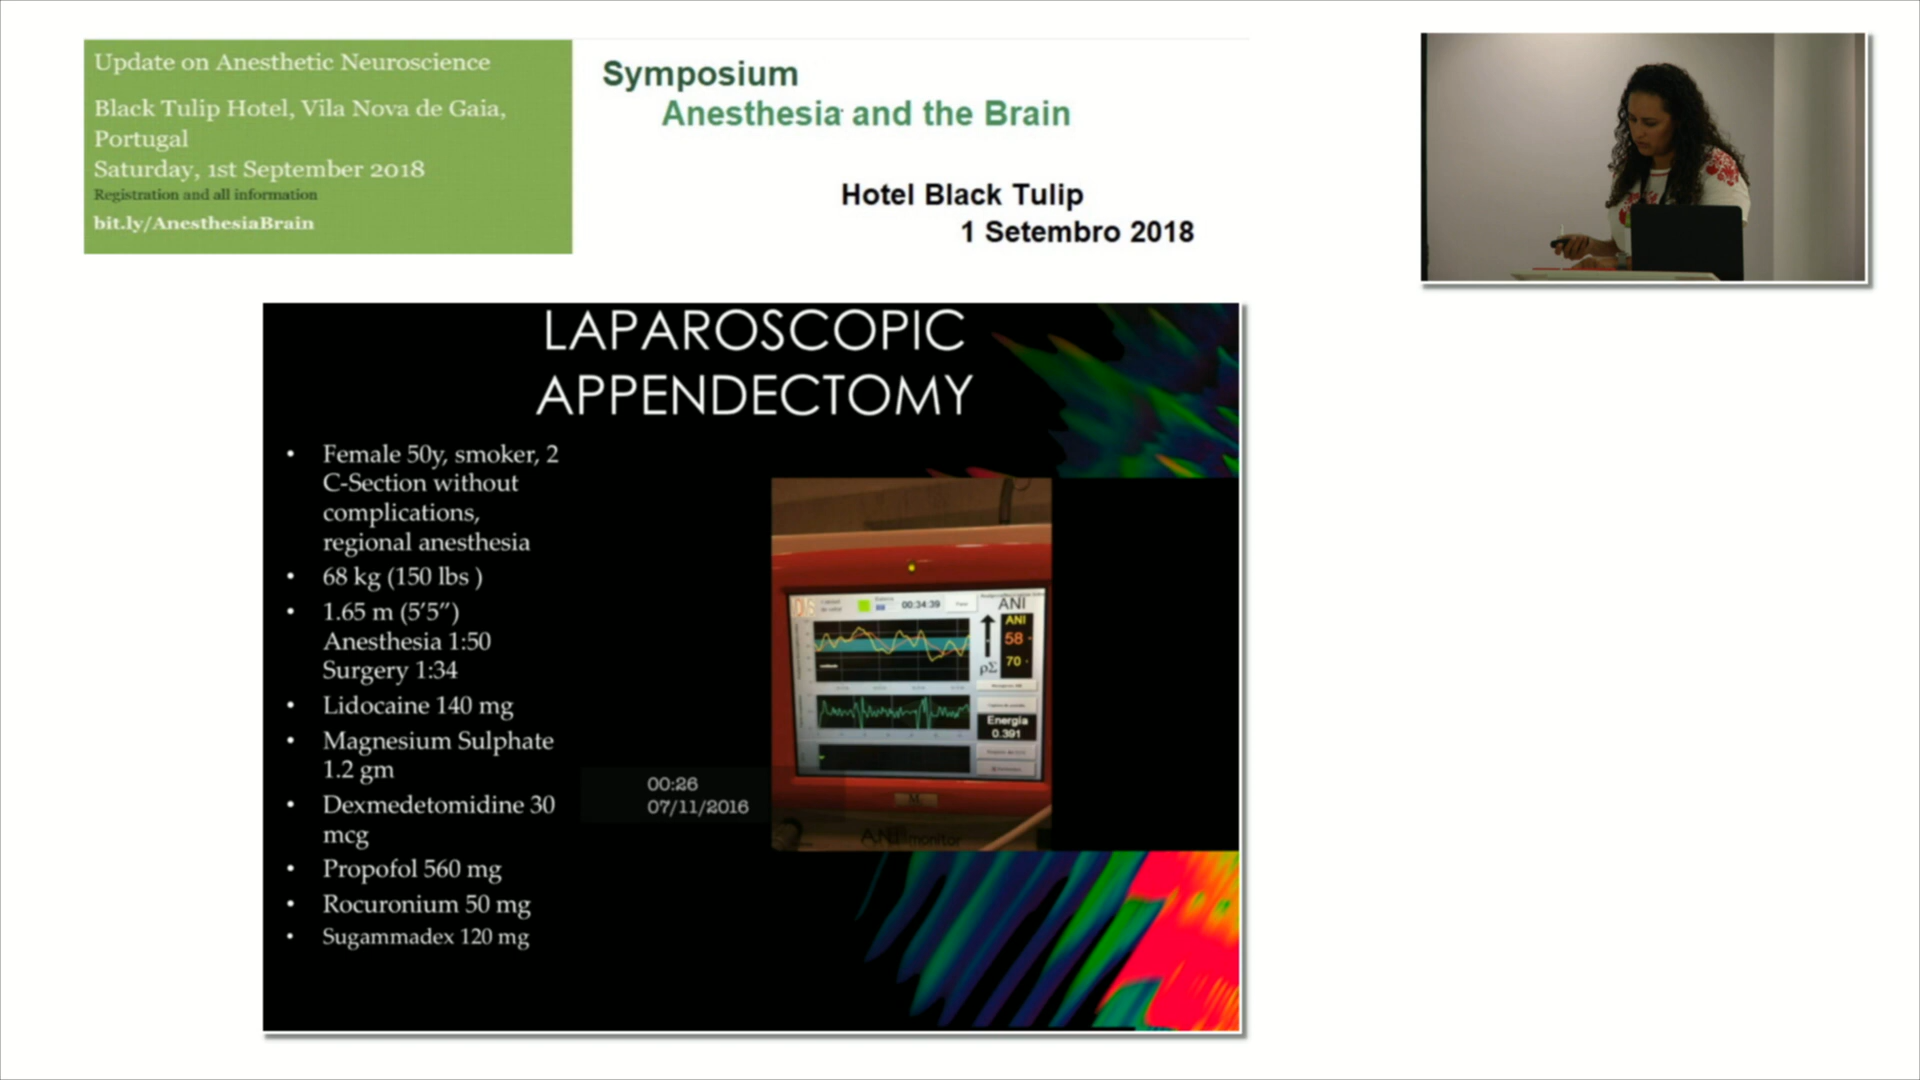 Update on Anesthetic Neuroscience
Black Tulip Hotel, Vila Nova de Gaia,
Portugal
Saturday, 1st September 2018
Registration and all information
bit.ly/AnesthesiaBrain
Symposium
Anesthesia and the Brain
Hotel Black Tulip
1 Setembro 2018
LAPAROSCOPIC
APPENDECTOMY
• Female 50y, smoker, 2
C-Section without
complications,
regional anesthesia
• 68 kg (150 lbs )
• 1.65 m (5’5”)
Anesthesia 1:50
Surgery 1:34
• Lidocaine 140 mg
• Magnesium Sulphate
1.2 gm
• Dexmedetomidine 30
mcg
• Propofol 560 mg
• Rocuronium 50 mg
• Sugammadex 120 mg
00:26
07/11/2016
00:34:39
ANI
ANI
58
70
pΣ
Energia
0.391
monitor